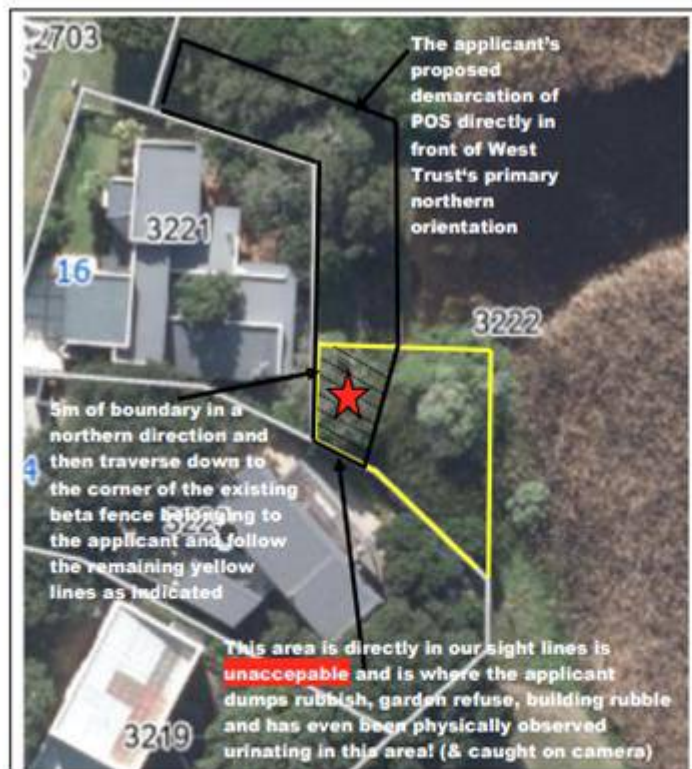 2703
The applicant's
proposed
demarcation of
POS directly in
front of West
Trust's primary
northern
orientation
3221
16
3222
5m of boundary in a
northern direction and
then traverse down to
the corner of the existing
beta fence belonging to
the applicant and follow
the remaining yellow
lines as indicated
4
This area is directly in our sight lines is
unaccepable and is where the applicant
dumps rubbish, garden refuse, building rubble
and has even been physically observed
urinating in this area! (& caught on camera)
3219